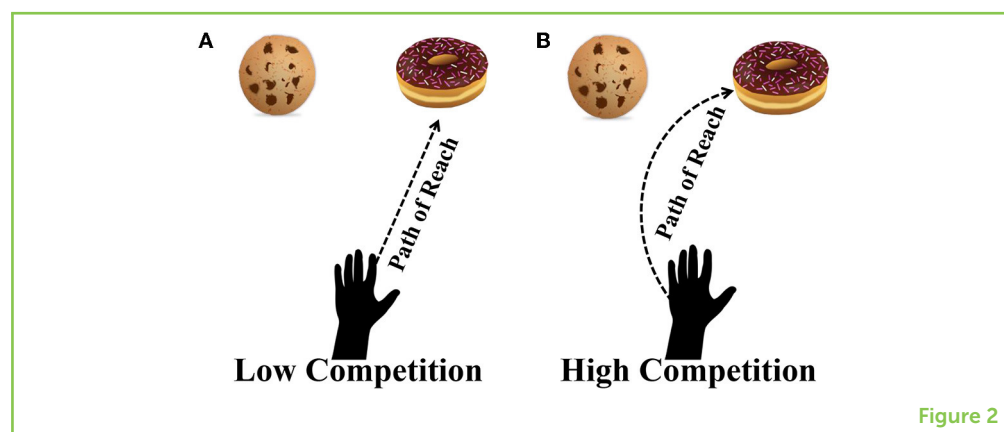 A
B
Path of Reach
Path of Reach
Low Competition
High Competition
Figure 2